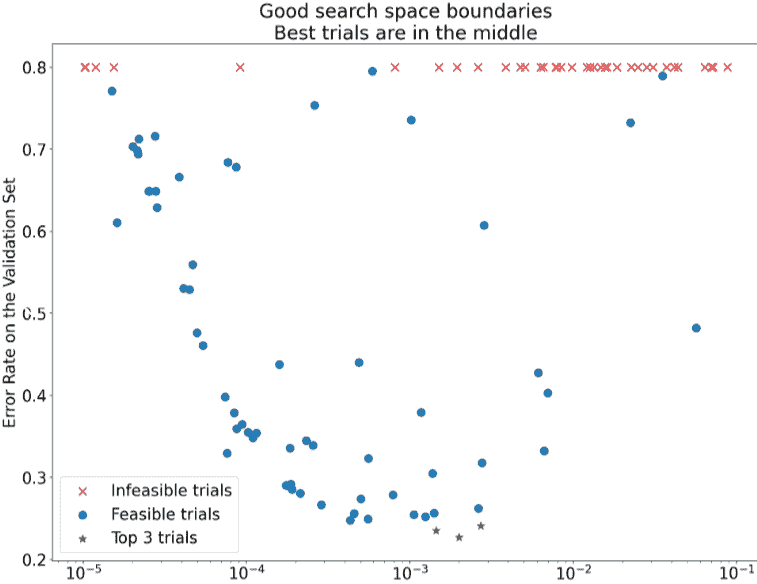 Good search space boundaries
Best trials are in the middle
Error Rate on the Validation Set
0.8
0.7
0.6
0.5
0.4
0.3
0.2
Infeasible trials
Feasible trials
Top 3 trials
10⁻⁵ 10⁻⁴ 10⁻³ 10⁻² 10⁻¹